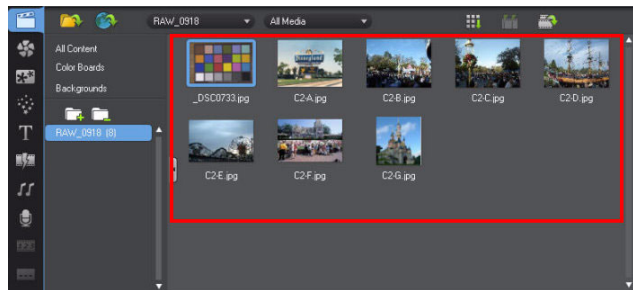 RAW_0918 All Media
All Content
Color Boards
Backgrounds
RAW_0918 (8)
_DSC0733.jpg C2-A.jpg C2-B.jpg C2-C.jpg C2-D.jpg
C2-E.jpg C2-F.jpg C2-G.jpg
Disneyland
T